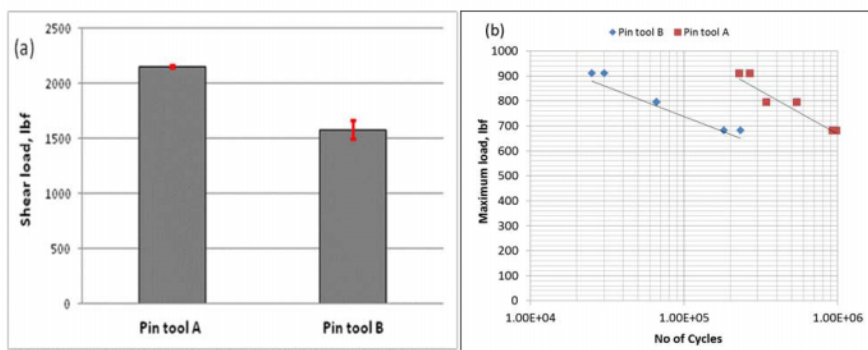 (a)
2500
2000
1500
1000
500
0
Shear load, lbf
Pin tool A
Pin tool B
(b)
Pin tool B
Pin tool A
1000
900
800
700
600
500
400
300
200
100
0
Maximum load, lbf
1.00E+04
1.00E+05
1.00E+06
No of Cycles